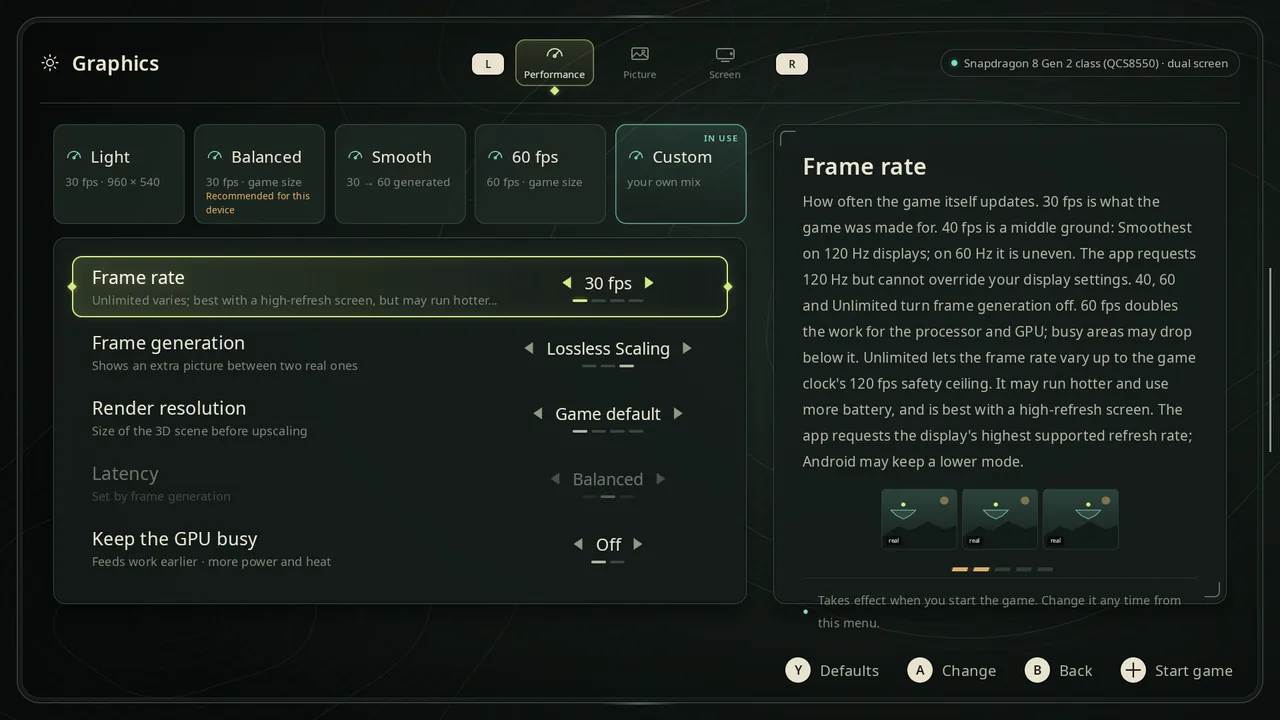 Graphics
L
Performance
Picture
Screen
R
Snapdragon 8 Gen 2 class (QCS8550) · dual screen
Light
30 fps · 960 × 540
Balanced
30 fps · game size
Recommended for this
device
Smooth
30 → 60 generated
60 fps
60 fps · game size
IN USE
Custom
your own mix
Frame rate
Unlimited varies; best with a high-refresh screen, but may run hotter...
30 fps
Frame generation
Shows an extra picture between two real ones
Lossless Scaling
Render resolution
Size of the 3D scene before upscaling
Game default
Latency
Set by frame generation
Balanced
Keep the GPU busy
Feeds work earlier · more power and heat
Off
Frame rate
How often the game itself updates. 30 fps is what the
game was made for. 40 fps is a middle ground: Smoothest
on 120 Hz displays; on 60 Hz it is uneven. The app requests
120 Hz but cannot override your display settings. 40, 60
and Unlimited turn frame generation off. 60 fps doubles
the work for the processor and GPU; busy areas may drop
below it. Unlimited lets the frame rate vary up to the game
clock's 120 fps safety ceiling. It may run hotter and use
more battery, and is best with a high-refresh screen. The
app requests the display's highest supported refresh rate;
Android may keep a lower mode.
real
real
real
Takes effect when you start the game. Change it any time from
this menu.
Y Defaults
A Change
B Back
Start game